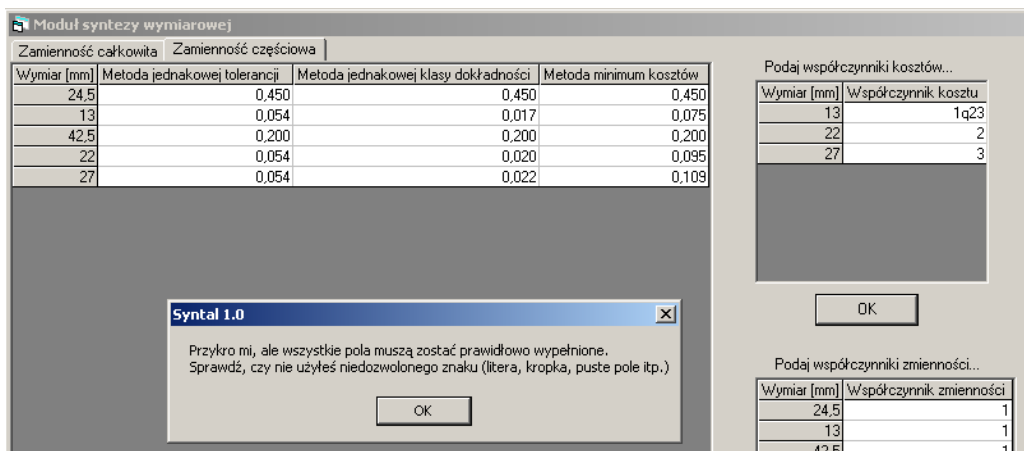 Moduł syntezy wymiarowej
Zamienność całkowita Zamienność częściowa
Wymiar [mm] Metoda jednakowej tolerancji Metoda jednakowej klasy dokładności Metoda minimum kosztów
24,5 0,450 0,450 0,450
13 0,054 0,017 0,075
42,5 0,200 0,200 0,200
22 0,054 0,020 0,095
27 0,054 0,022 0,109
Podaj współczynniki kosztów...
Wymiar [mm] Współczynnik kosztu
13 1q23
22 2
27 3
OK
Syntal 1.0
Przykro mi, ale wszystkie pola muszą zostać prawidłowo wypełnione.
Sprawdź, czy nie użyłeś niedozwolonego znaku (litera, kropka, puste pole itp.)
OK
Podaj współczynniki zmienności...
Wymiar [mm] Współczynnik zmienności
24,5 1
13 1
42,5 1